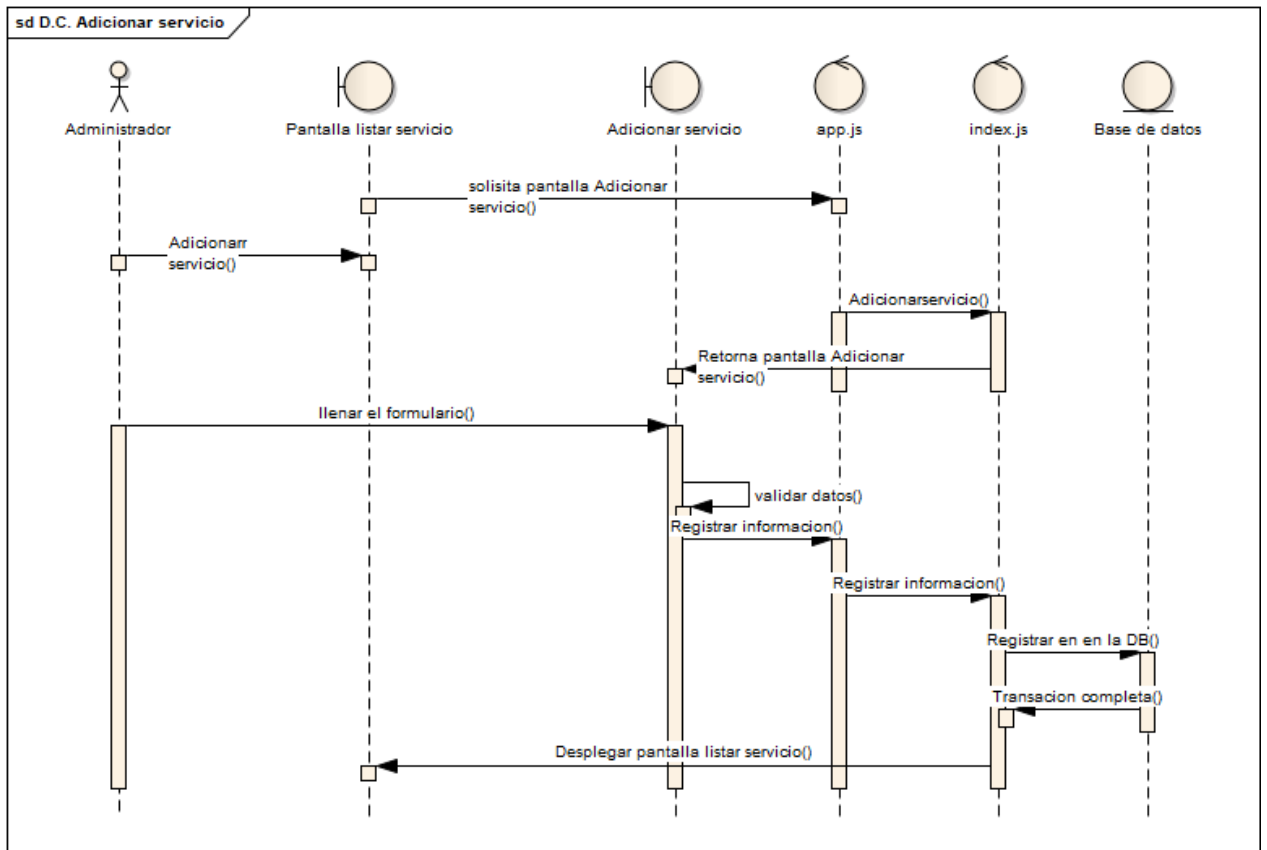 sd D.C. Adicionar servicio
Administrador
Pantalla listar servicio
Adicionar servicio
app.js
index.js
Base de datos
solisita pantalla Adicionar
servicio()
Adicionarr
servicio()
Adicionarservicio()
Retorna pantalla Adicionar
servicio()
llenar el formulario()
validar datos()
Registrar informacion()
Registrar informacion()
Registrar en en la DB()
Transacion completa()
Desplegar pantalla listar servicio()